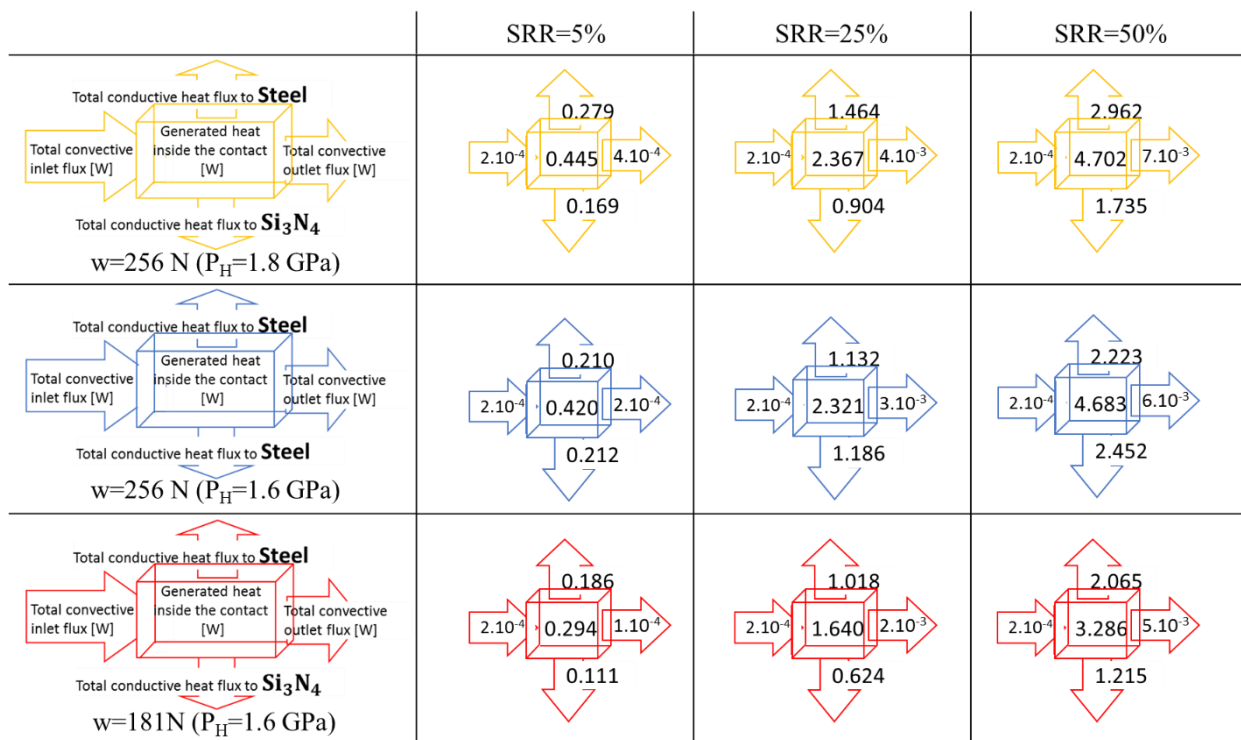 SRR=5%
SRR=25%
SRR=50%
Total conductive heat flux to Steel
Total convective
inlet flux [W]
Generated heat
inside the contact
[W]
Total convective
outlet flux [W]
Total conductive heat flux to Si₃N₄
w=256 N (P_H=1.8 GPa)
0.279
2.10⁻⁴
0.445
4.10⁻⁴
0.169
1.464
2.10⁻⁴
2.367
4.10⁻³
0.904
2.962
2.10⁻⁴
4.702
7.10⁻³
1.735
Total conductive heat flux to Steel
Total convective
inlet flux [W]
Generated heat
inside the contact
[W]
Total convective
outlet flux [W]
Total conductive heat flux to Steel
w=256 N (P_H=1.6 GPa)
0.210
2.10⁻⁴
0.420
2.10⁻⁴
0.212
1.132
2.10⁻⁴
2.321
3.10⁻³
1.186
2.223
2.10⁻⁴
4.683
6.10⁻³
2.452
Total conductive heat flux to Steel
Total convective
inlet flux [W]
Generated heat
inside the contact
[W]
Total convective
outlet flux [W]
Total conductive heat flux to Si₃N₄
w=181N (P_H=1.6 GPa)
0.186
2.10⁻⁴
0.294
1.10⁻⁴
0.111
1.018
2.10⁻⁴
1.640
2.10⁻³
0.624
2.065
2.10⁻⁴
3.286
5.10⁻³
1.215